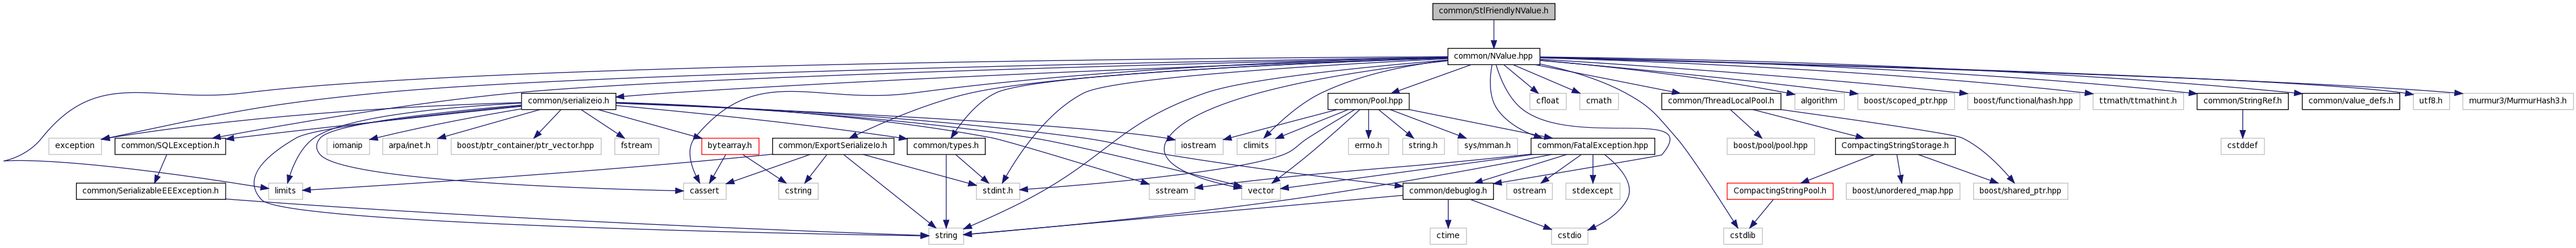 common/StlFriendlyNValue.h
common/NValue.hpp
common/serializeio.h
common/Pool.hpp
cfloat
cmath
common/ThreadLocalPool.h
algorithm
boost/scoped_ptr.hpp
boost/functional/hash.hpp
ttmath/ttmathint.h
common/StringRef.h
common/value_defs.h
utf8.h
murmur3/MurmurHash3.h
exception
common/SQLException.h
iomanip
arpa/inet.h
boost/ptr_container/ptr_vector.hpp
fstream
bytearray.h
common/ExportSerializeIo.h
common/types.h
iostream
climits
errno.h
string.h
sys/mman.h
common/FatalException.hpp
boost/pool/pool.hpp
CompactingStringStorage.h
cstddef
common/SerializableEEException.h
limits
cassert
cstring
stdint.h
sstream
vector
common/debuglog.h
ostream
stdexcept
CompactingStringPool.h
boost/unordered_map.hpp
boost/shared_ptr.hpp
string
ctime
cstdio
cstdlib